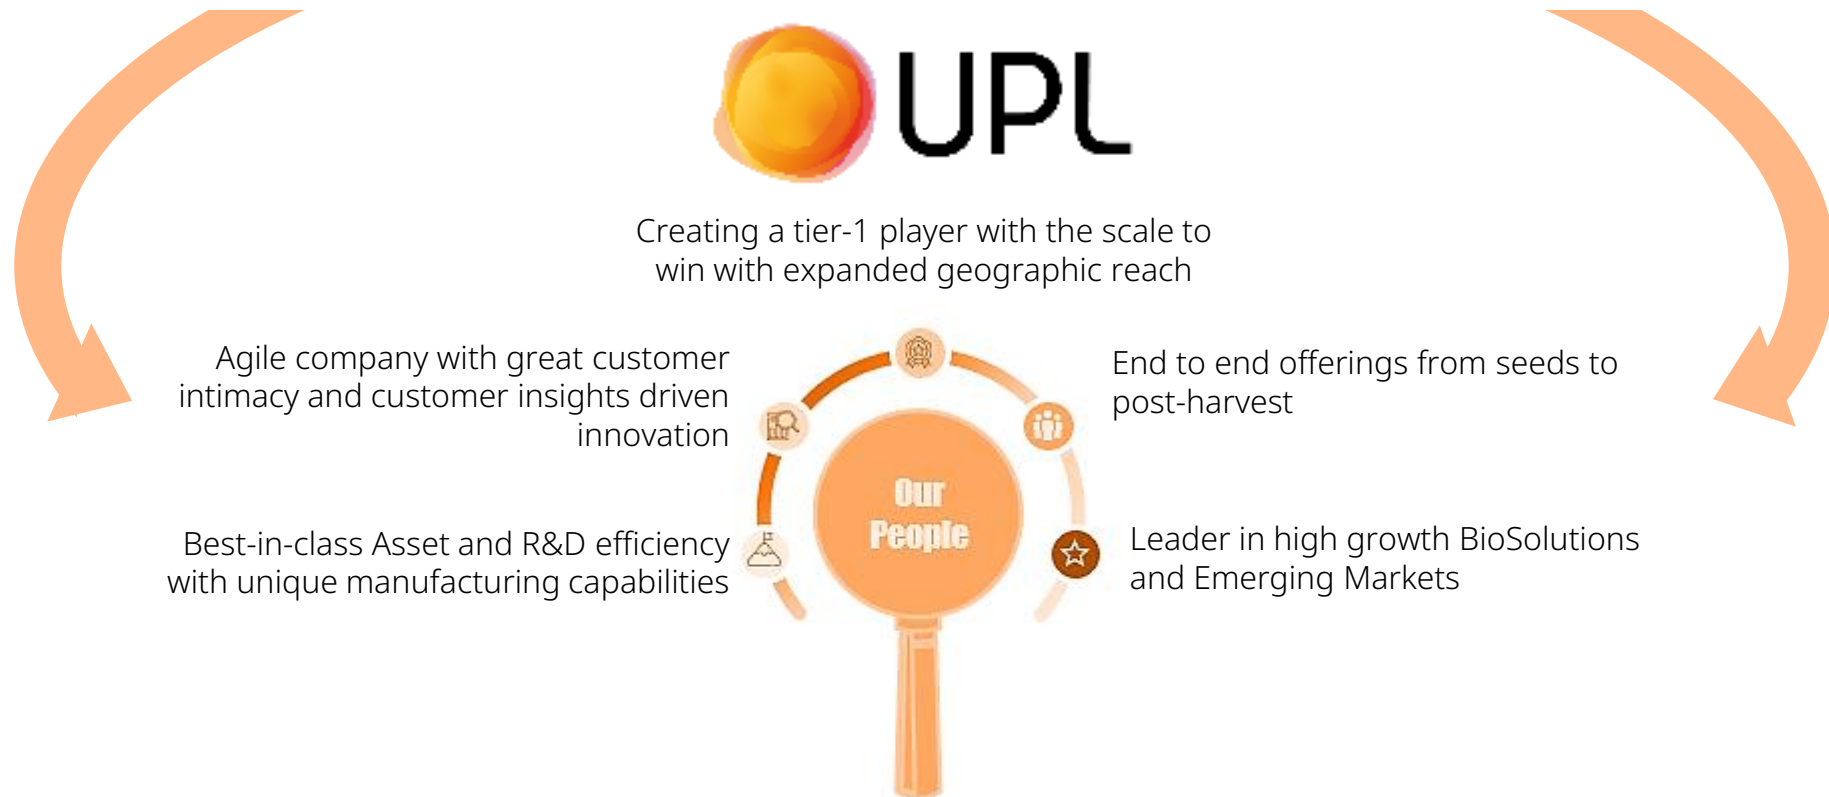 UPL
Creating a tier-1 player with the scale to
win with expanded geographic reach
Agile company with great customer
intimacy and customer insights driven
innovation
End to end offerings from seeds to
post-harvest
Our
People
Best-in-class Asset and R&D efficiency
with unique manufacturing capabilities
Leader in high growth BioSolutions
and Emerging Markets